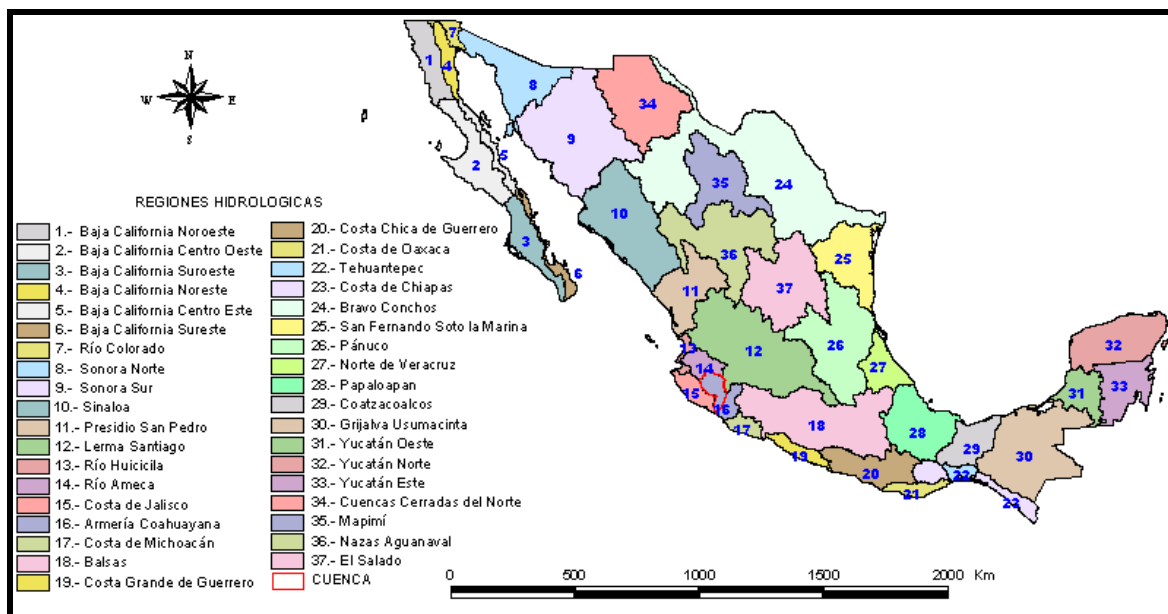 N
W E
S
REGIONES HIDROLOGICAS
1.- Baja California Noroeste
2.- Baja California Centro Oeste
3.- Baja California Suroeste
4.- Baja California Noreste
5.- Baja California Centro Este
6.- Baja California Sureste
7.- Río Colorado
8.- Sonora Norte
9.- Sonora Sur
10.- Sinaloa
11.- Presidio San Pedro
12.- Lerma Santiago
13.- Río Huicicila
14.- Río Ameca
15.- Costa de Jalisco
16.- Armería Coahuayana
17.- Costa de Michoacán
18.- Balsas
19.- Costa Grande de Guerrero
20.- Costa Chica de Guerrero
21.- Costa de Oaxaca
22.- Tehuantepec
23.- Costa de Chiapas
24.- Bravo Conchos
25.- San Fernando Soto la Marina
26.- Pánuco
27.- Norte de Veracruz
28.- Papaloapan
29.- Coatzacoalcos
30.- Grijalva Usumacinta
31.- Yucatán Oeste
32.- Yucatán Norte
33.- Yucatán Este
34.- Cuencas Cerradas del Norte
35.- Mapimí
36.- Nazas Aguanaval
37.- El Salado
CUENCA
7
1
4
8
34
9
5
2
35
24
10
3
36
25
6
11
37
32
13
12
26
27
14
33
15
31
16
17
18
28
29
30
19
20
22
21
23
0 500 1000 1500 2000 Km